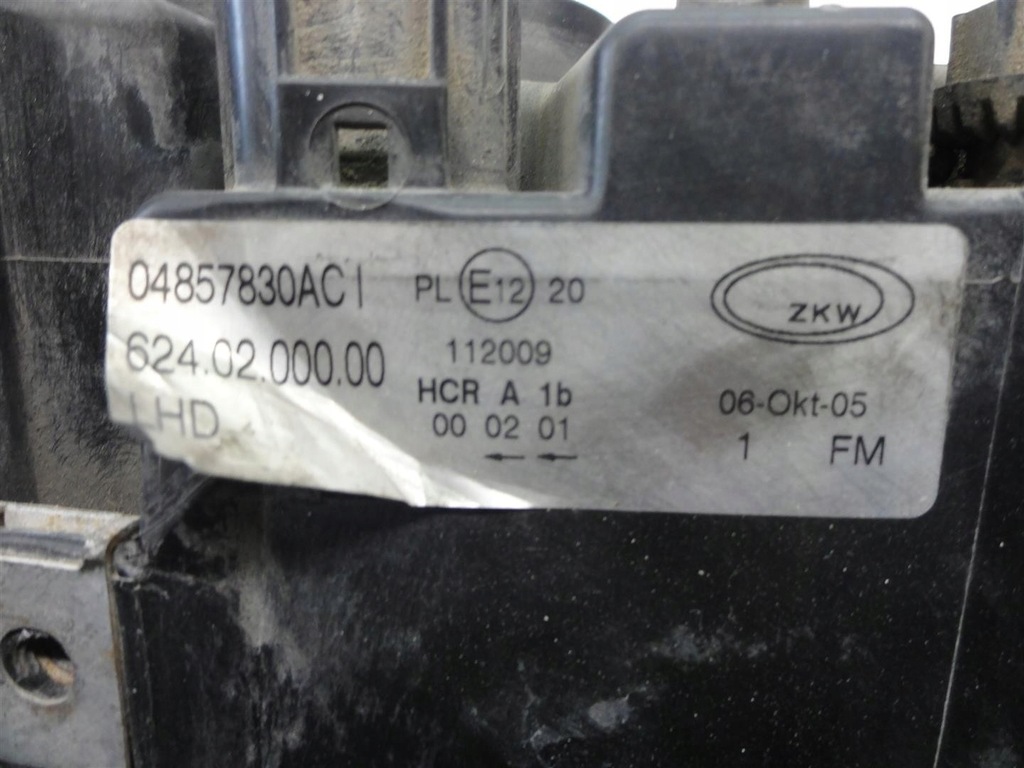 04857830AC I
624.02.000.00
LHD
PL E12 20
112009
HCR A 1b
00 02 01
← ←
ZKW
06-Okt-05
1 FM